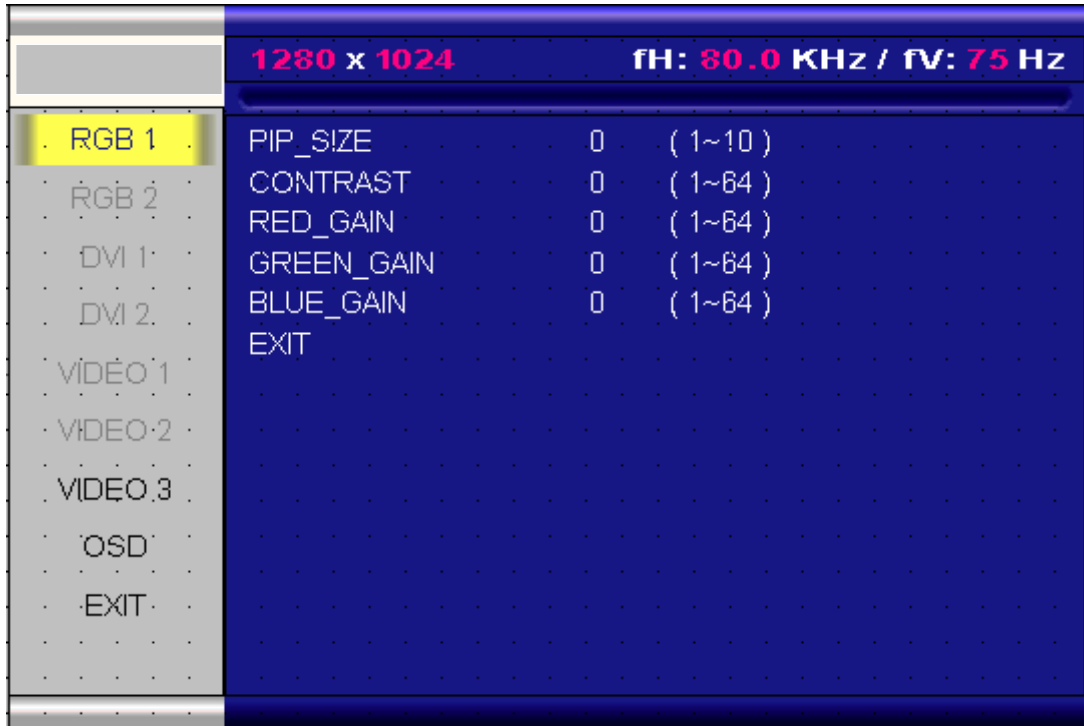 1280 x 1024 fH: 80.0 KHz / fV: 75 Hz
RGB 1
RGB 2
DVI 1
DVI 2
VIDEO 1
VIDEO 2
VIDEO 3
OSD
EXIT
PIP_SIZE 0 ( 1~10 )
CONTRAST 0 ( 1~64 )
RED_GAIN 0 ( 1~64 )
GREEN_GAIN 0 ( 1~64 )
BLUE_GAIN 0 ( 1~64 )
EXIT